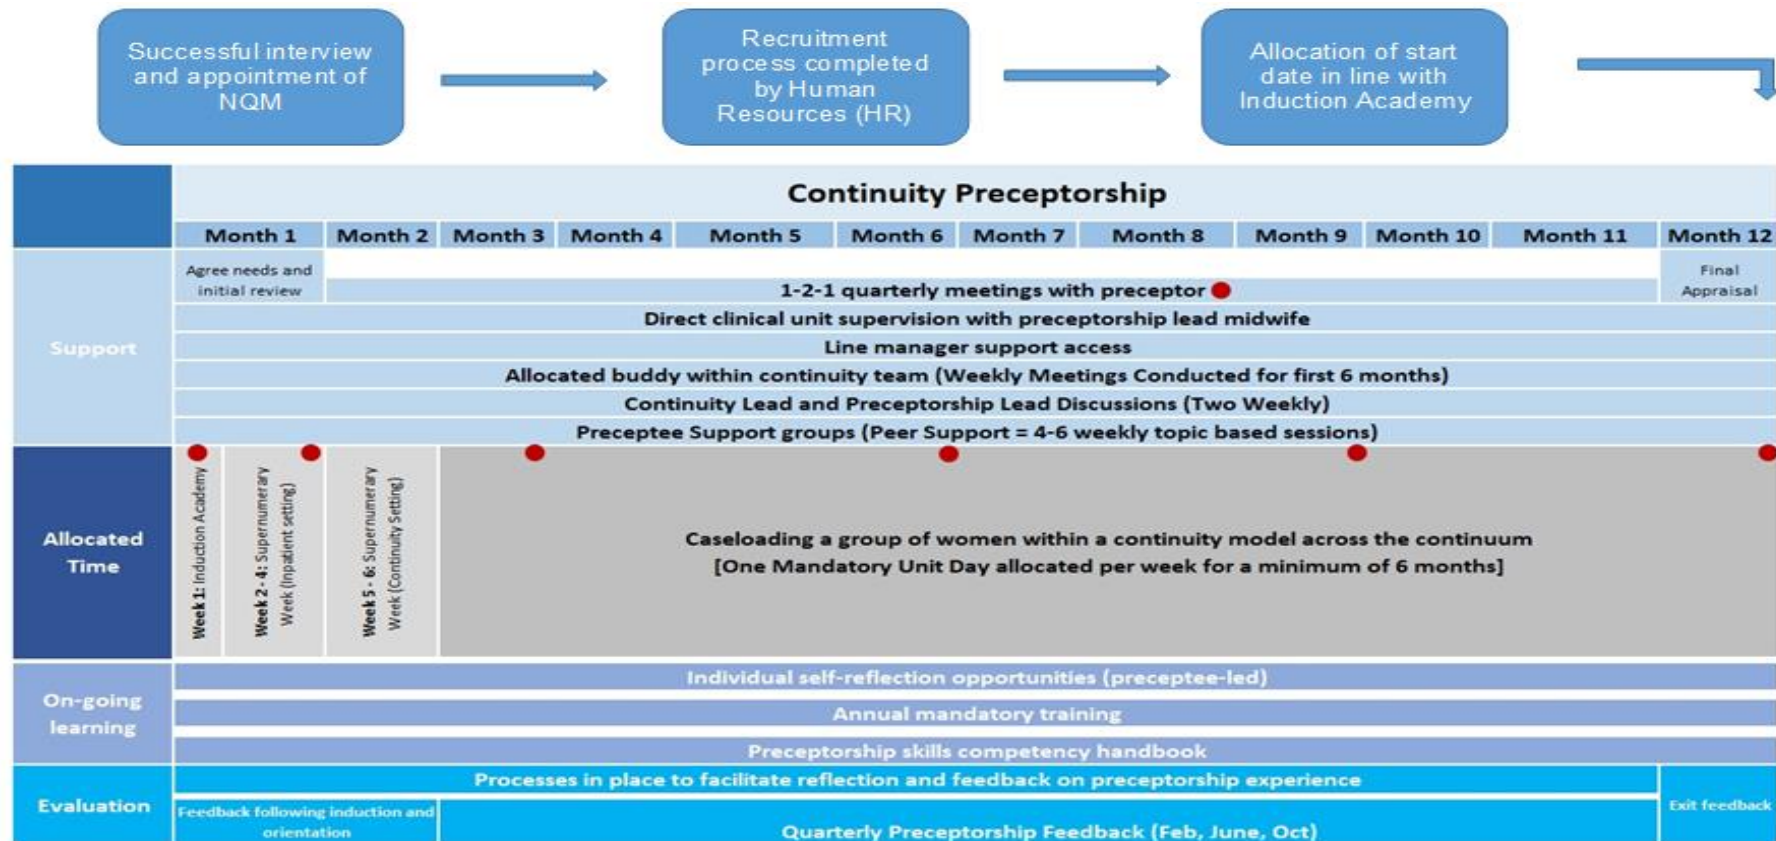 Successful interview
and appointment of
NQM
Recruitment
process completed
by Human
Resources (HR)
Allocation of start
date in line with
Induction Academy
Continuity Preceptorship
Month 1 Month 2 Month 3 Month 4 Month 5 Month 6 Month 7 Month 8 Month 9 Month 10 Month 11 Month 12
Support
Agree needs and
initial review
1-2-1 quarterly meetings with preceptor
Final
Appraisal
Direct clinical unit supervision with preceptorship lead midwife
Line manager support access
Allocated buddy within continuity team (Weekly Meetings Conducted for first 6 months)
Continuity Lead and Preceptorship Lead Discussions (Two Weekly)
Preceptee Support groups (Peer Support = 4-6 weekly topic based sessions)
Allocated
Time
Week 1: Induction Academy
Week 2 - 4: Supernumerary
Week (Inpatient setting)
Week 5 - 6: Supernumerary
Week (Continuity Setting)
Caseloading a group of women within a continuity model across the continuum
[One Mandatory Unit Day allocated per week for a minimum of 6 months]
On-going
learning
Individual self-reflection opportunities (preceptee-led)
Annual mandatory training
Preceptorship skills competency handbook
Evaluation
Processes in place to facilitate reflection and feedback on preceptorship experience
Feedback following induction and
orientation
Quarterly Preceptorship Feedback (Feb, June, Oct)
Exit feedback